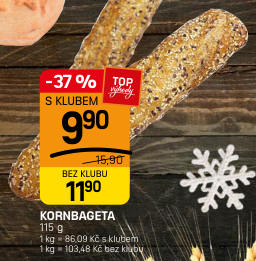 -37 %
TOP
výhody
S KLUBEM
9 90
15,90
BEZ KLUBU
11 90
KORNBAGETA
115 g
1 kg = 86,09 Kč s klubem
1 kg = 103,48 Kč bez klubu